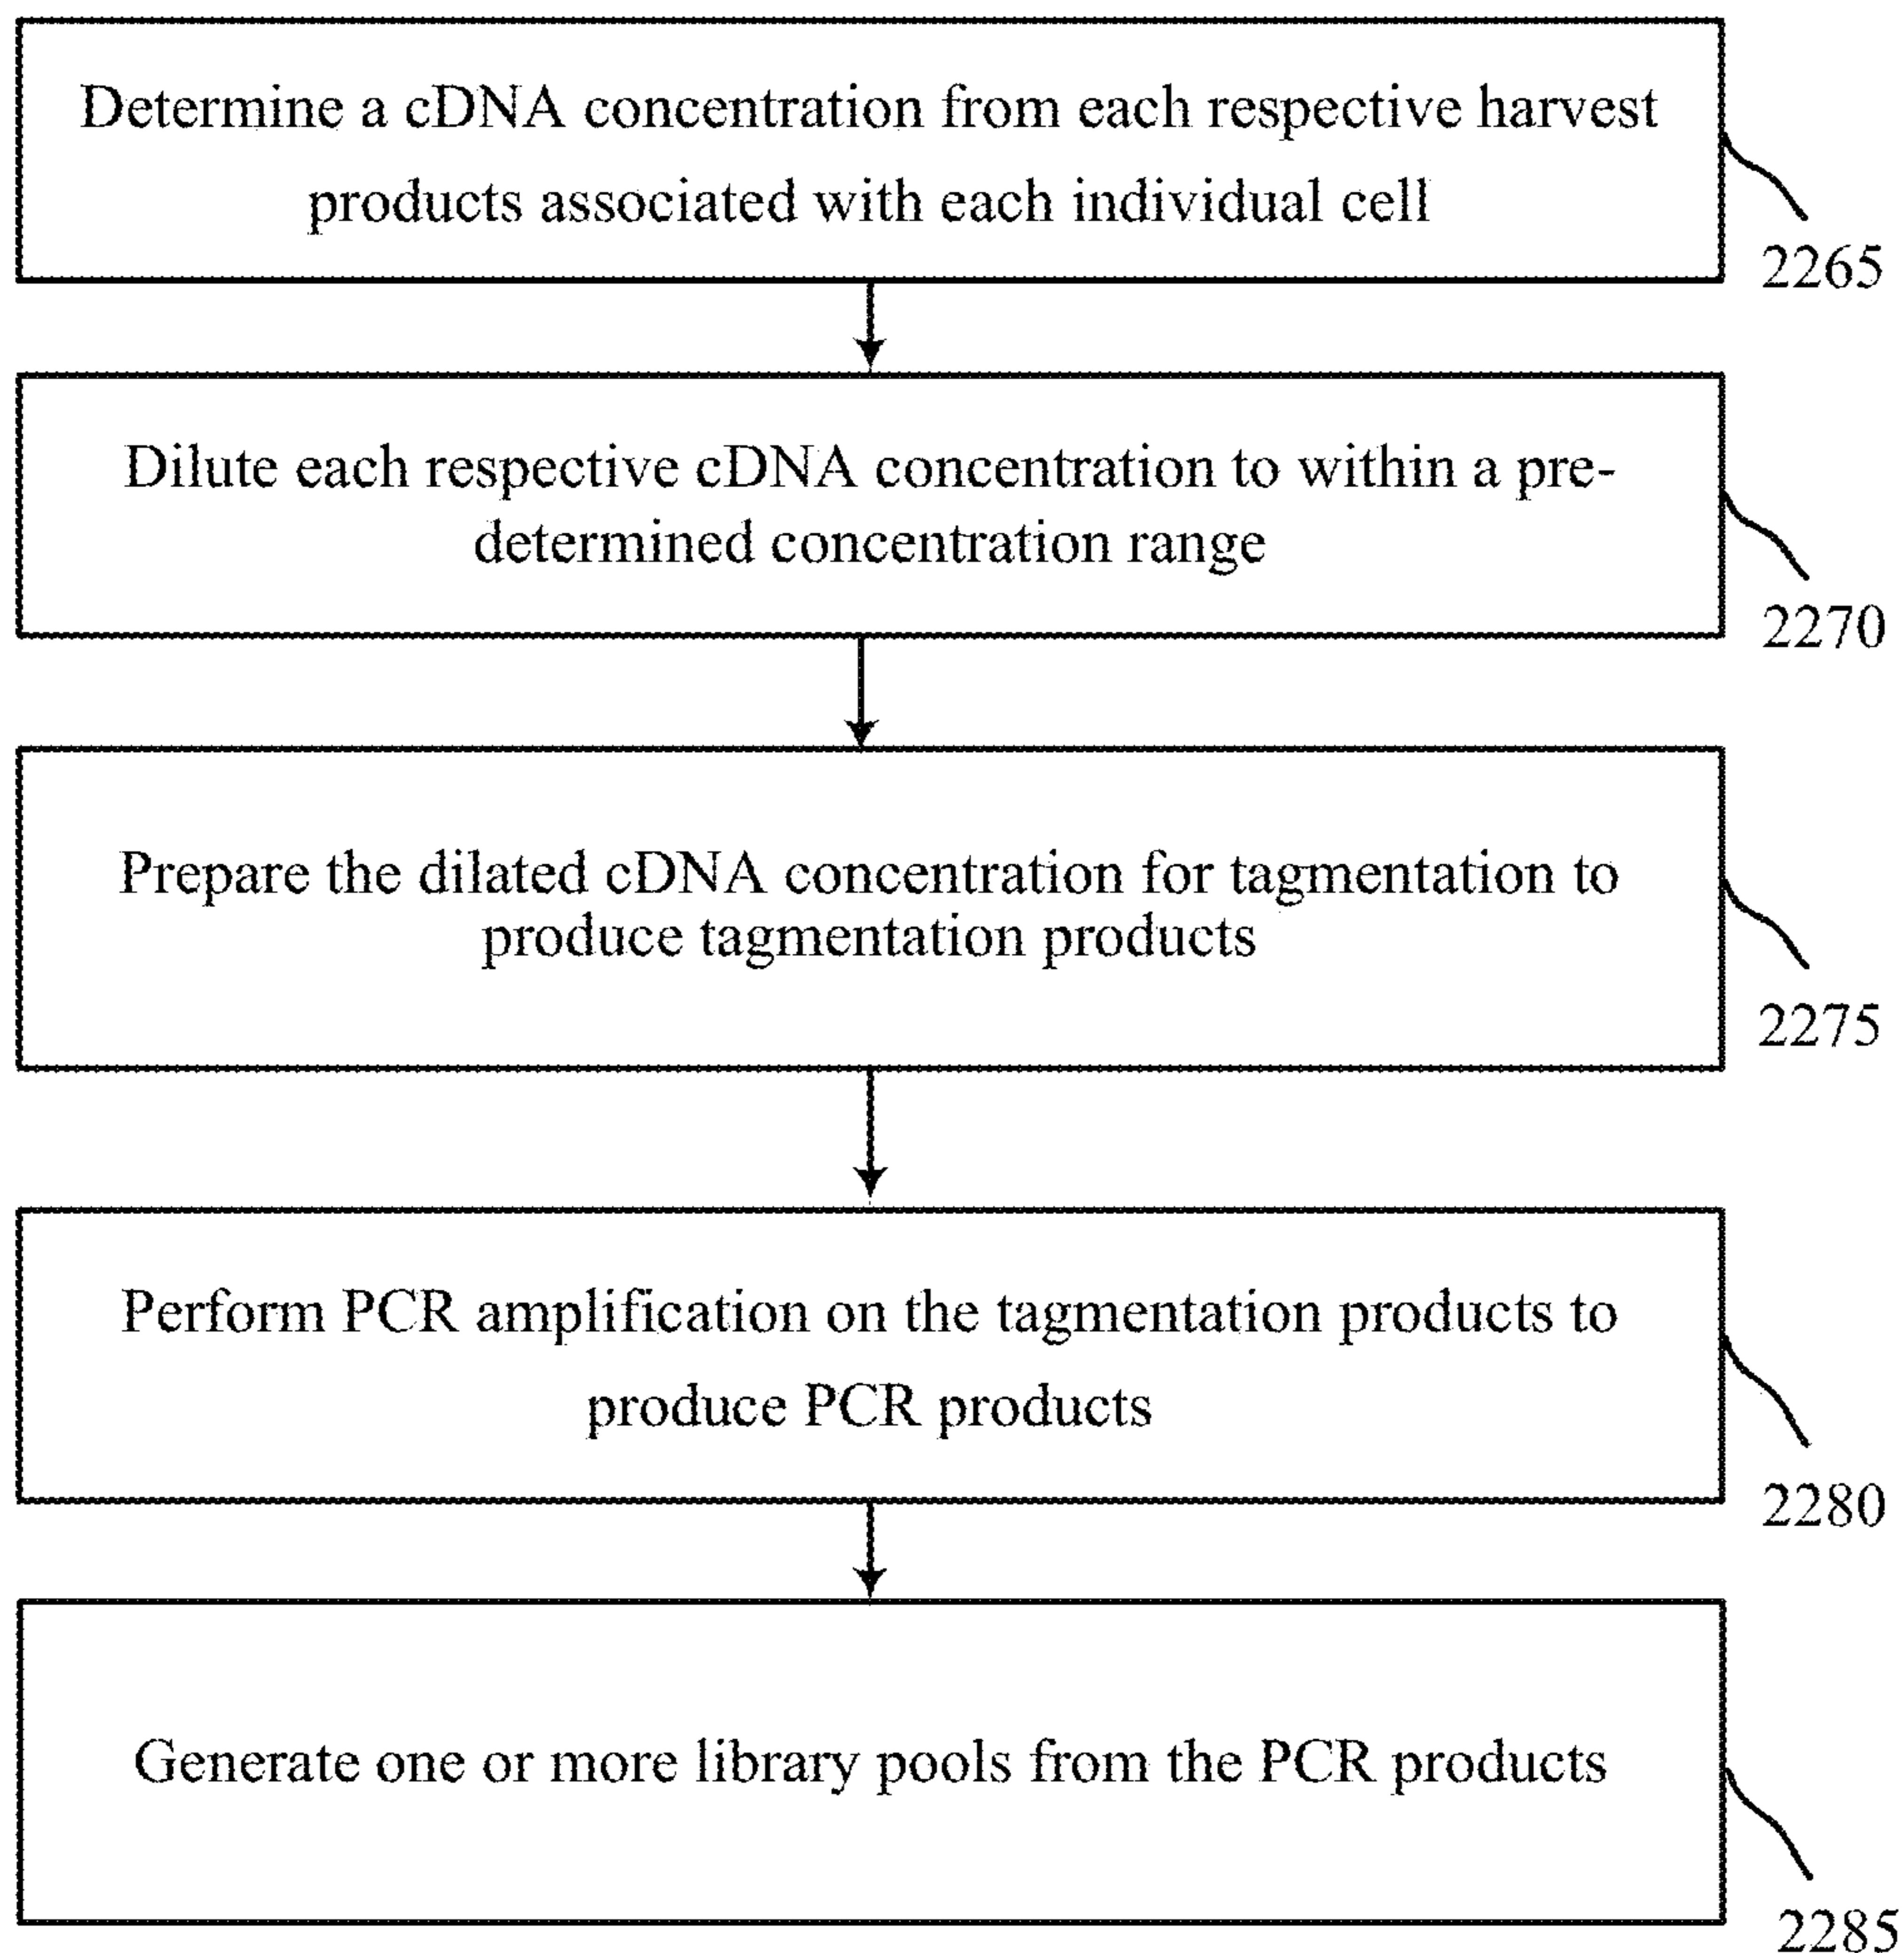 Determine a cDNA concentration from each respective harvest
products associated with each individual cell
2265
Dilute each respective cDNA concentration to within a pre-
determined concentration range
2270
Prepare the dilated cDNA concentration for tagmentation to
produce tagmentation products
2275
Perform PCR amplification on the tagmentation products to
produce PCR products
2280
Generate one or more library pools from the PCR products
2285